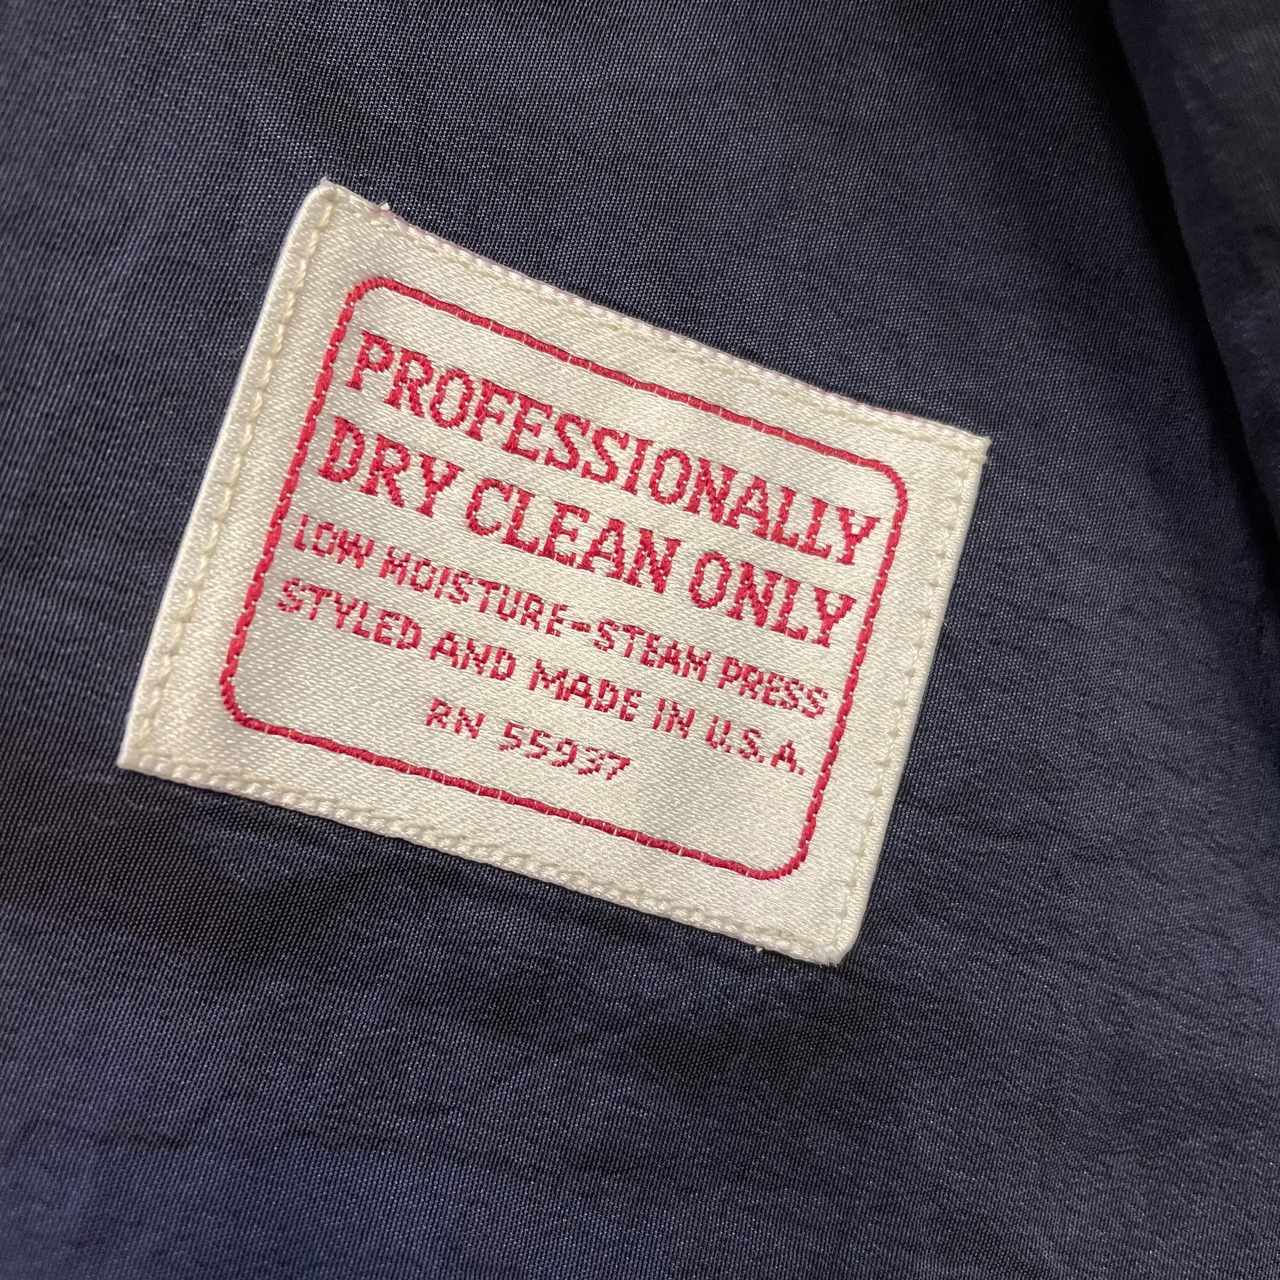 PROFESSIONALLY
DRY CLEAN ONLY
LOW MOISTURE-STEAM PRESS
STYLED AND MADE IN U.S.A.
RN 55937